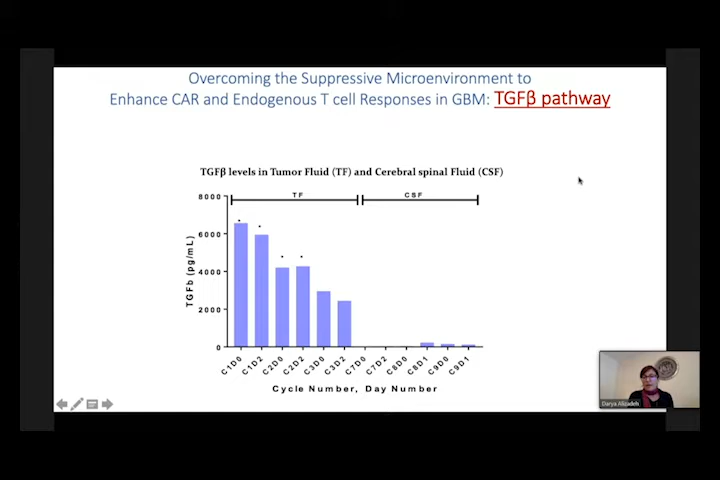 Overcoming the Suppressive Microenvironment to
Enhance CAR and Endogenous T cell Responses in GBM: TGFβ pathway
TGFβ levels in Tumor Fluid (TF) and Cerebral spinal Fluid (CSF)
TF CSF
8000
6000
4000
2000
0
TGFb (pg/mL)
C1D0 C1D2 C2D0 C2D2 C3D0 C3D2 C7D0 C7D2 C8D0 C8D1 C9D0 C9D1
Cycle Number, Day Number
Darya Alizadeh